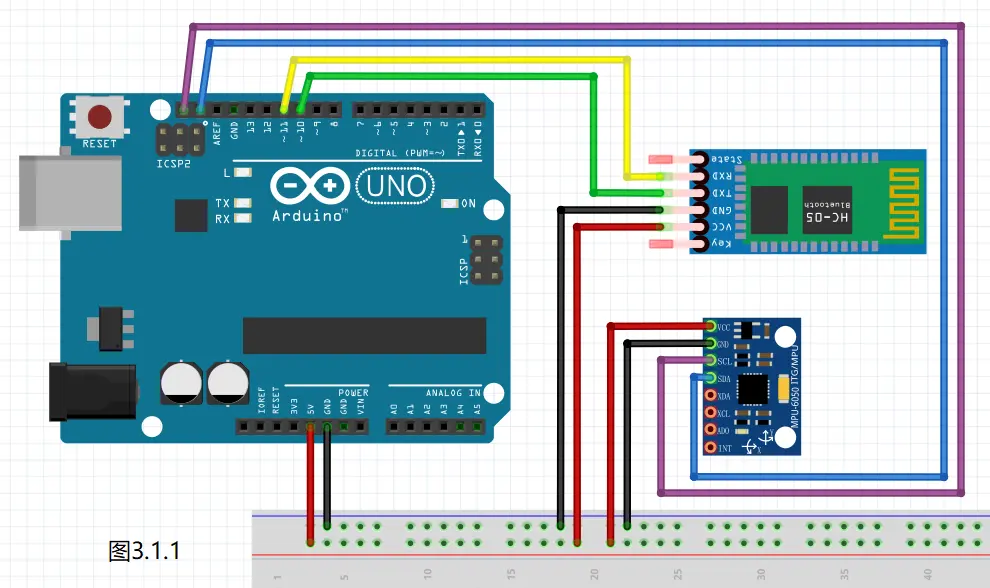 RESET
ICSP2
AREF
GND
13
12
~11
~10
~9
8
7
~6
~5
4
~3
2
TX0▶1
RX0◀0
DIGITAL (PWM=~)
L
TX
RX
UNO
Arduino™
ON
1
ICSP
IOREF
RESET
3V3
5V
GND
GND
VIN
POWER
A0
A1
A2
A3
A4
A5
ANALOG IN
State
RXD
TXD
GND
VCC
Key
HC-05
Bluetooth
VCC
GND
SCL
SDA
XDA
XCL
ADO
INT
MPU-6050 ITG/MPU
Y
X
图3.1.1
1
5
10
15
20
25
30
35
40